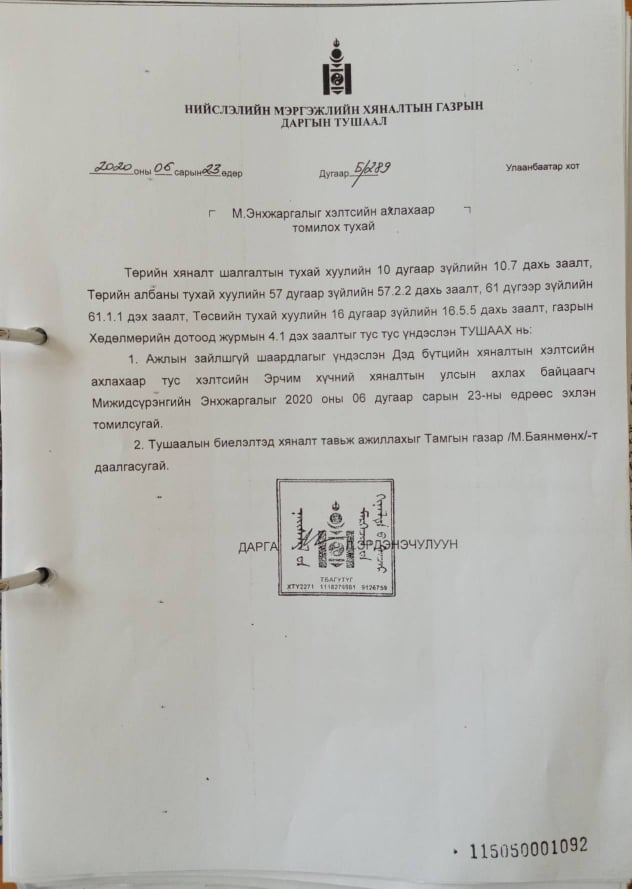 НИЙСЛЭЛИЙН МЭРГЭЖЛИЙН ХЯНАЛТЫН ГАЗРЫН
ДАРГЫН ТУШААЛ
2020 оны 06 сарын 23 өдөр Дугаар Б/289 Улаанбаатар хот
М.Энхжаргалыг хэлтсийн ахлахаар
томилох тухай
Төрийн хяналт шалгалтын тухай хуулийн 10 дугаар зүйлийн 10.7 дахь заалт,
Төрийн албаны тухай хуулийн 57 дугаар зүйлийн 57.2.2 дахь заалт, 61 дүгээр зүйлийн
61.1.1 дэх заалт, Төсвийн тухай хуулийн 16 дугаар зүйлийн 16.5.5 дахь заалт, газрын
Хөдөлмөрийн дотоод журмын 4.1 дэх заалтыг тус тус үндэслэн ТУШААХ нь:
1. Ажлын зайлшгүй шаардлагыг үндэслэн Дэд бүтцийн хяналтын хэлтсийн
ахлахаар тус хэлтсийн Эрчим хүчний хяналтын улсын ахлах байцаагч
Мижидсүрэнгийн Энхжаргалыг 2020 оны 06 дугаар сарын 23-ны өдрөөс эхлэн
томилсугай.
2. Тушаалын биелэлтэд хяналт тавьж ажиллахыг Тамгын газар /М.Баянмөнх/-т
даалгасугай.
ДАРГА Л.ЭРДЭНЭЧУЛУУН
ТБАГУТҮГ
ХТҮ0271 1118270981 9126759
115050001092